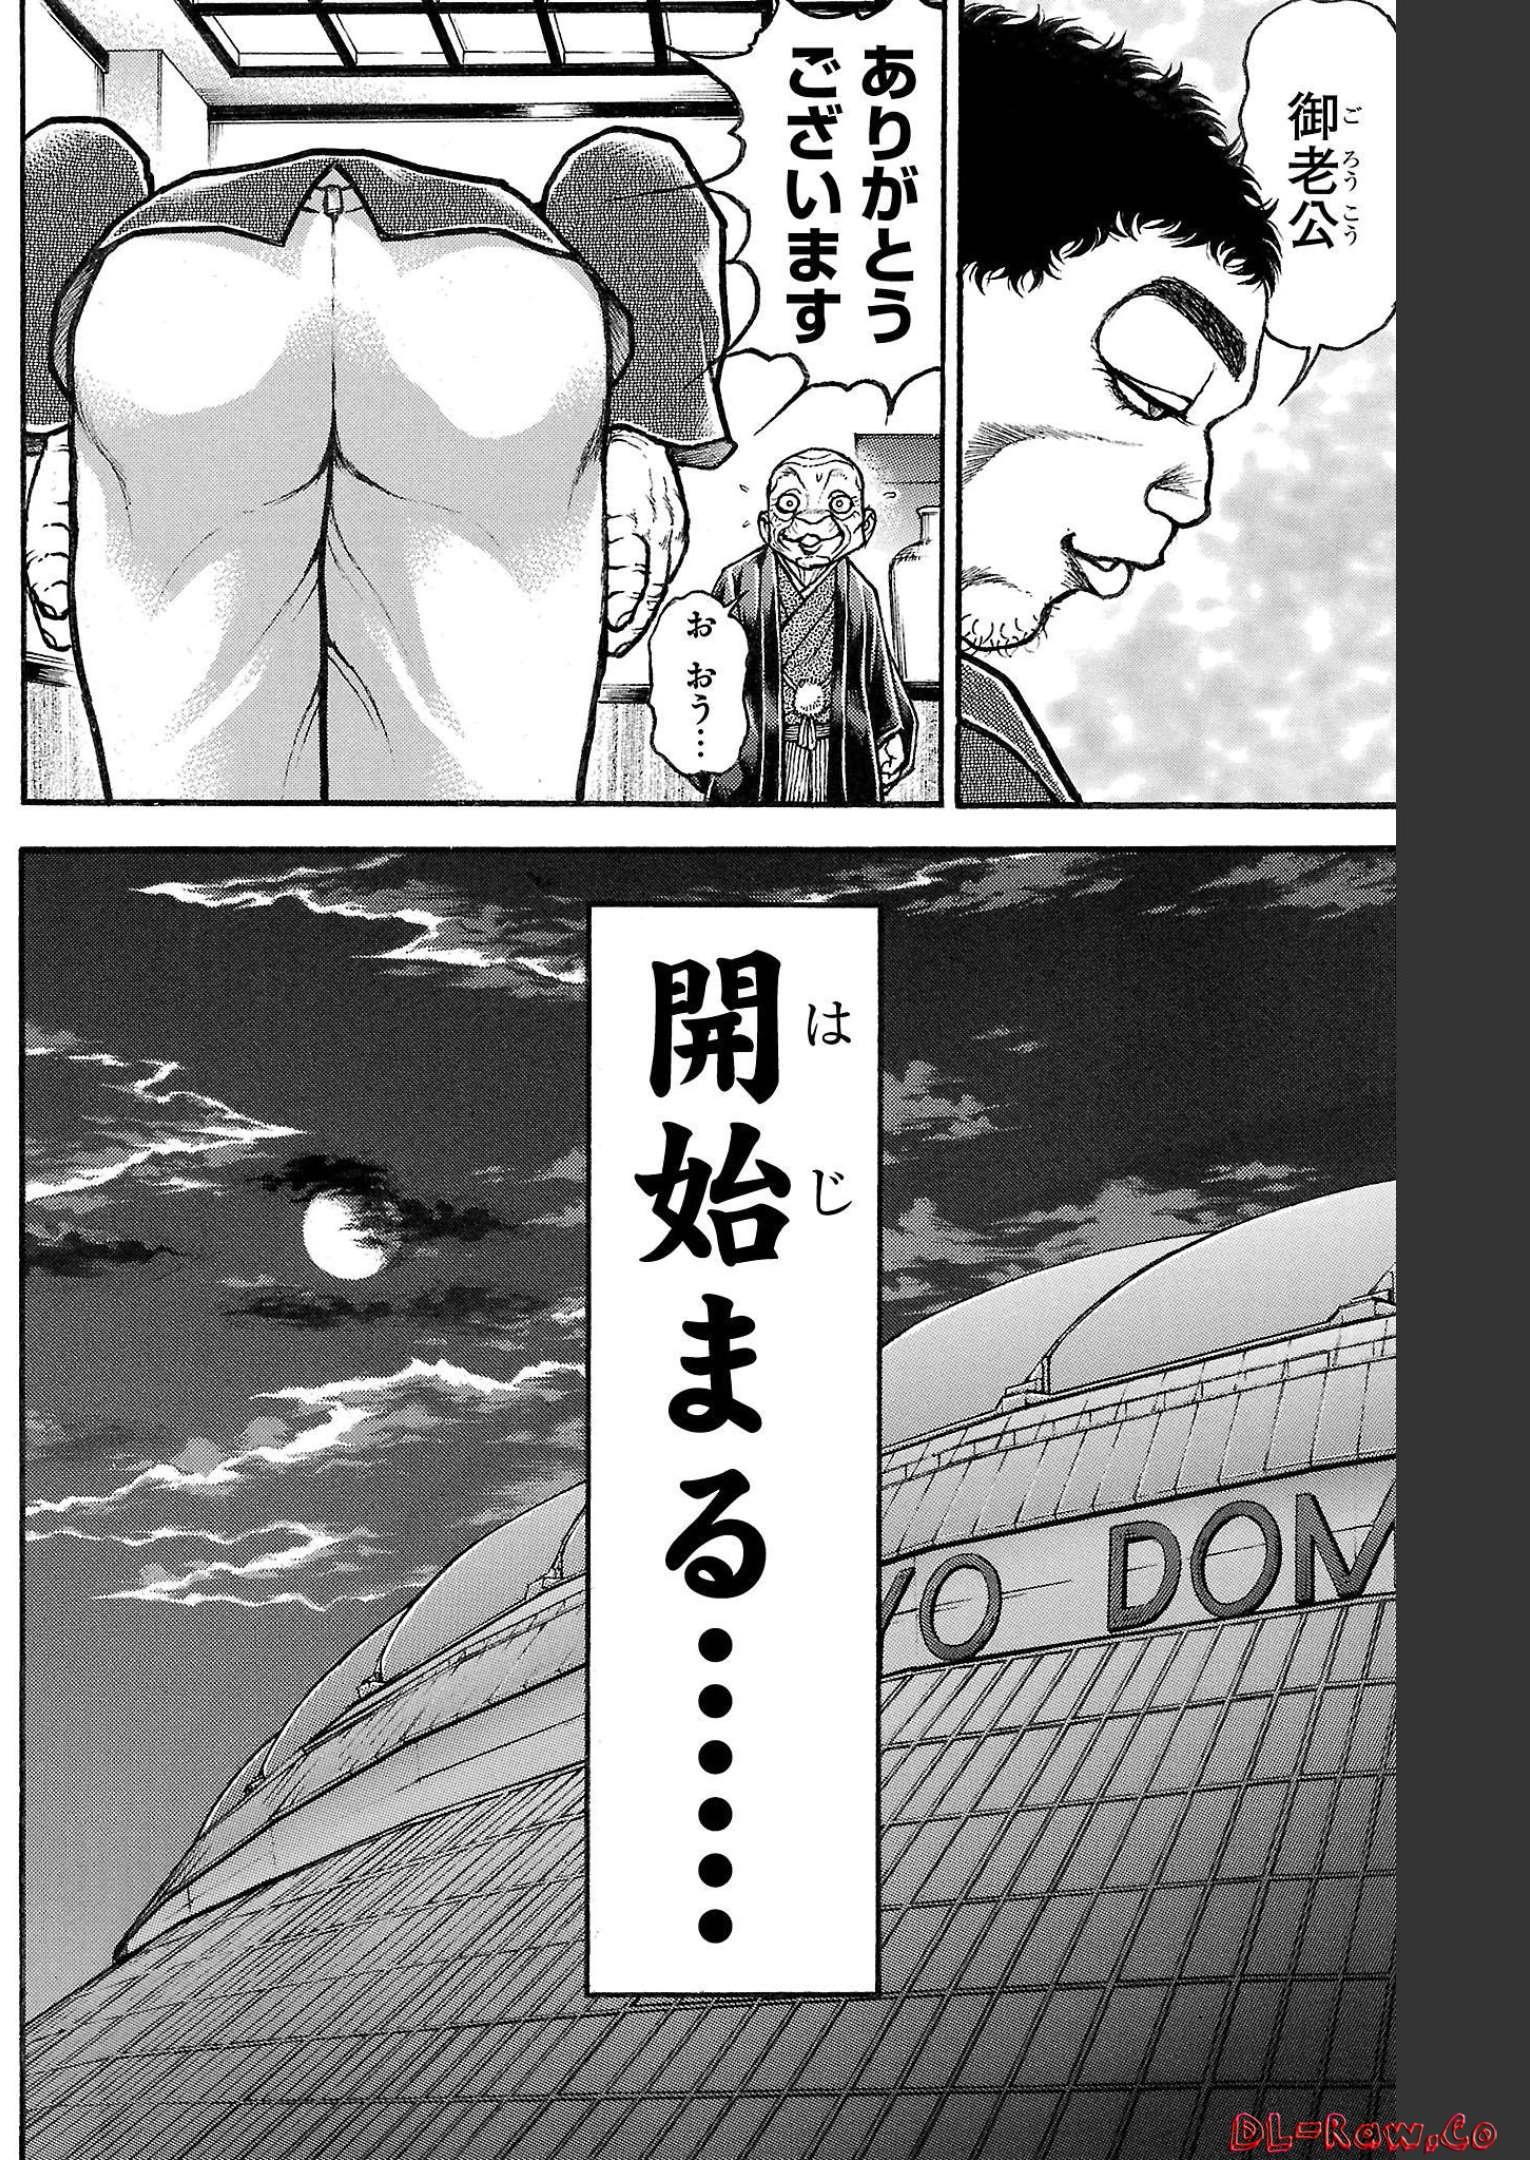 御老公
ごろうこう
ありがとう
ございます
お おう…
開始まる……
はじ
YO DOM
DL-Raw.Co